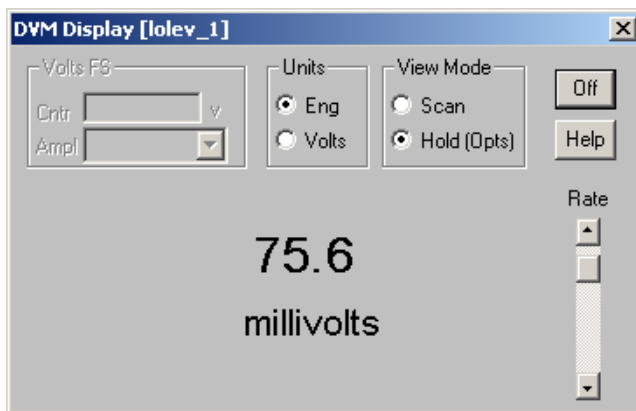 DVM Display [lolev_1]
Volts FS
Cntr v
Ampl
Units
Eng
Volts
View Mode
Scan
Hold (Opts)
Off
Help
Rate
75.6
millivolts